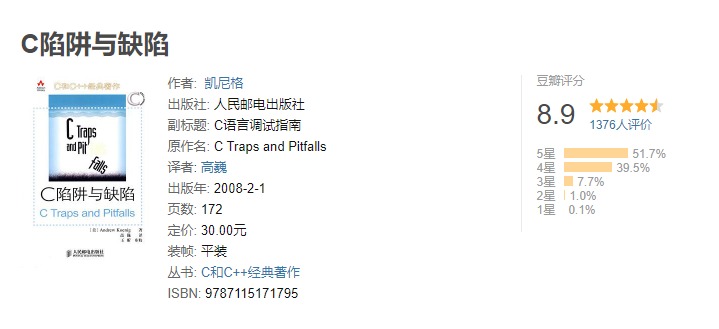 C陷阱与缺陷
C和C++经典著作
C Traps
and Pitfalls
C陷阱与缺陷
C Traps and Pitfalls
[美] Andrew Koenig 著
高巍 译
王昕 审校
人民邮电出版社
作者: 凯尼格
出版社: 人民邮电出版社
副标题: C语言调试指南
原作名: C Traps and Pitfalls
译者: 高巍
出版年: 2008-2-1
页数: 172
定价: 30.00元
装帧: 平装
丛书: C和C++经典著作
ISBN: 9787115171795
豆瓣评分
8.9
1376人评价
5星 51.7%
4星 39.5%
3星 7.7%
2星 1.0%
1星 0.1%